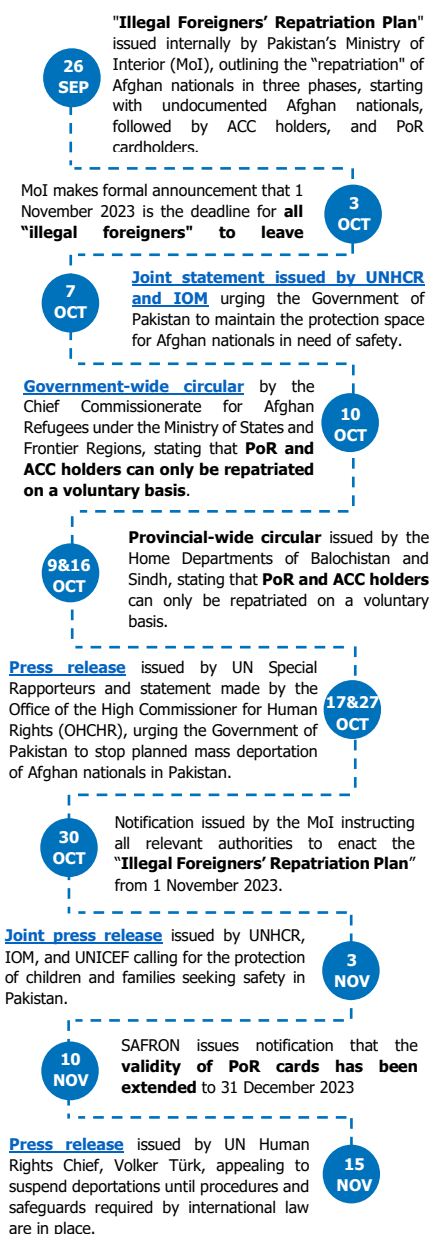 26
SEP
"Illegal Foreigners’ Repatriation Plan"
issued internally by Pakistan’s Ministry of
Interior (MoI), outlining the “repatriation" of
Afghan nationals in three phases, starting
with undocumented Afghan nationals,
followed by ACC holders, and PoR
cardholders.
MoI makes formal announcement that 1
November 2023 is the deadline for all
“illegal foreigners" to leave
3
OCT
7
OCT
Joint statement issued by UNHCR
and IOM urging the Government of
Pakistan to maintain the protection space
for Afghan nationals in need of safety.
Government-wide circular by the
Chief Commissionerate for Afghan
Refugees under the Ministry of States and
Frontier Regions, stating that PoR and
ACC holders can only be repatriated
on a voluntary basis.
10
OCT
9&16
OCT
Provincial-wide circular issued by the
Home Departments of Balochistan and
Sindh, stating that PoR and ACC holders
can only be repatriated on a voluntary
basis.
Press release issued by UN Special
Rapporteurs and statement made by the
Office of the High Commissioner for Human
Rights (OHCHR), urging the Government of
Pakistan to stop planned mass deportation
of Afghan nationals in Pakistan.
17&27
OCT
30
OCT
Notification issued by the MoI instructing
all relevant authorities to enact the
“Illegal Foreigners’ Repatriation Plan”
from 1 November 2023.
Joint press release issued by UNHCR,
IOM, and UNICEF calling for the protection
of children and families seeking safety in
Pakistan.
3
NOV
10
NOV
SAFRON issues notification that the
validity of PoR cards has been
extended to 31 December 2023
Press release issued by UN Human
Rights Chief, Volker Türk, appealing to
suspend deportations until procedures and
safeguards required by international law
are in place.
15
NOV